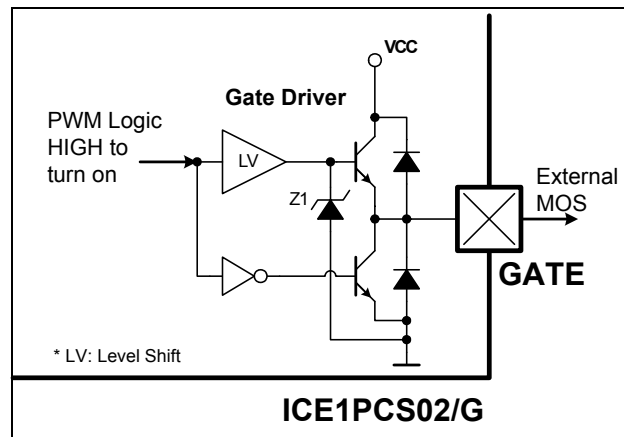 VCC
Gate Driver
PWM Logic
HIGH to
turn on
LV
Z1
External
MOS
GATE
* LV: Level Shift
ICE1PCS02/G